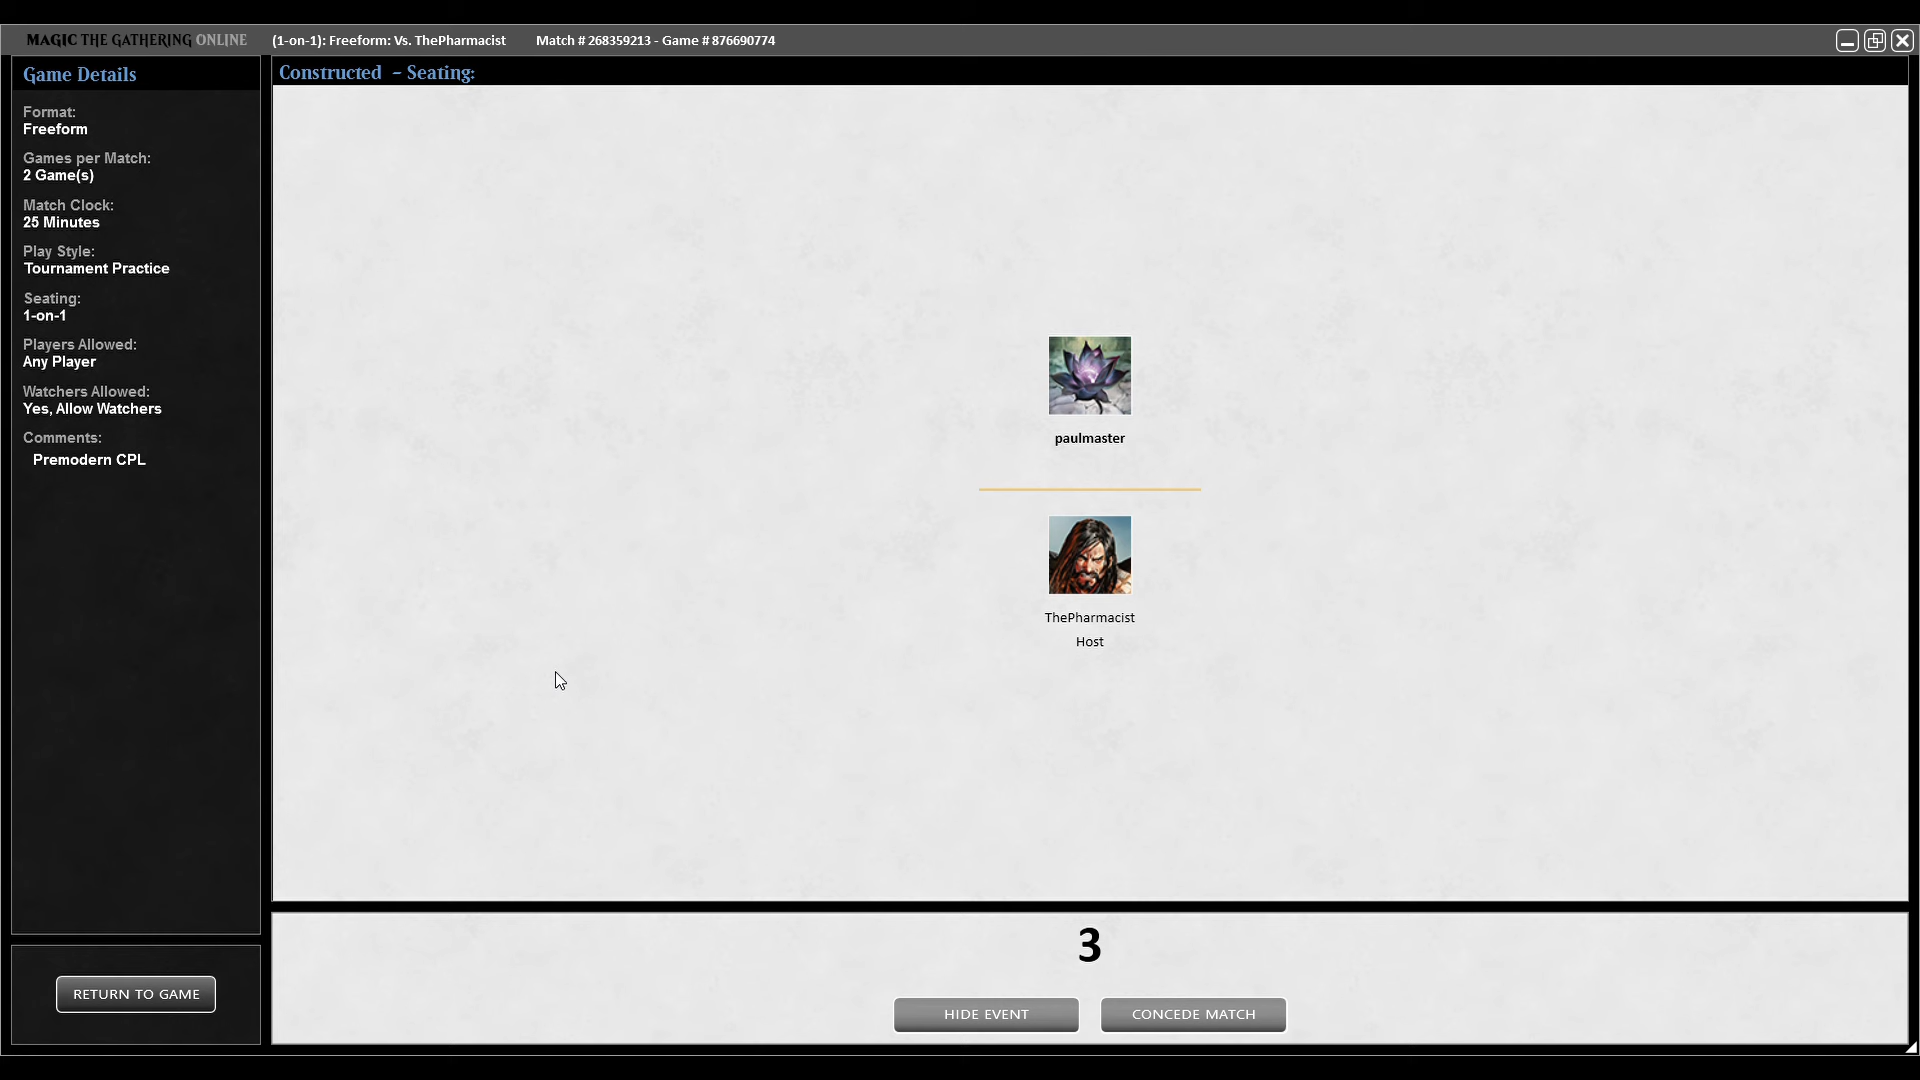 MAGIC THE GATHERING ONLINE
(1-on-1): Freeform: Vs. ThePharmacist
Match # 268359213 - Game # 876690774
Game Details
Format:
Freeform
Games per Match:
2 Game(s)
Match Clock:
25 Minutes
Play Style:
Tournament Practice
Seating:
1-on-1
Players Allowed:
Any Player
Watchers Allowed:
Yes, Allow Watchers
Comments:
Premodern CPL
RETURN TO GAME
Constructed – Seating:
paulmaster
ThePharmacist
Host
3
HIDE EVENT
CONCEDE MATCH